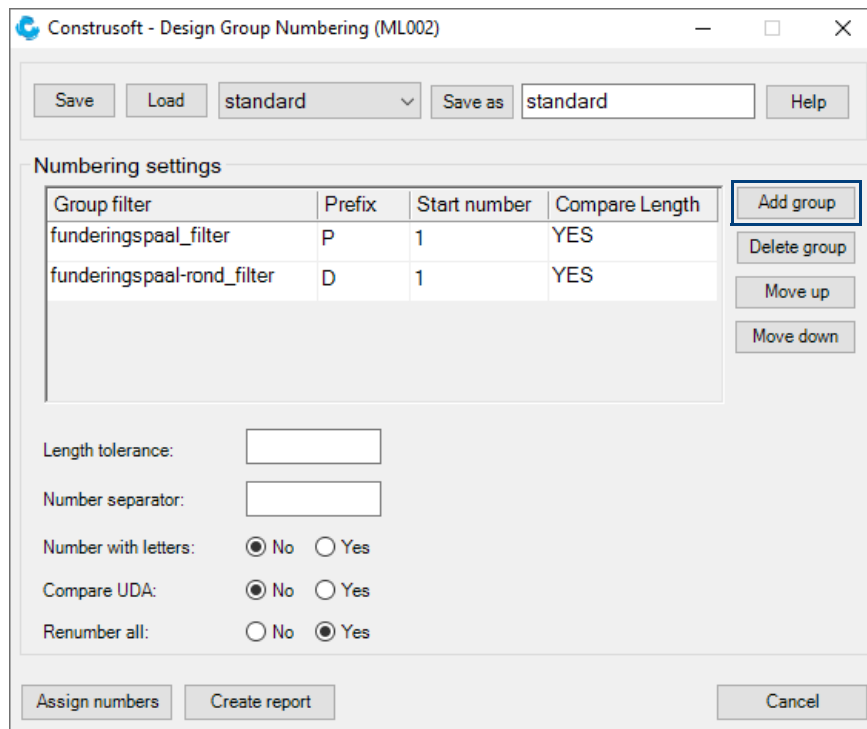 Construsoft - Design Group Numbering (ML002)
Save Load standard Save as standard Help
Numbering settings
Group filter Prefix Start number Compare Length Add group
funderingspaal_filter P 1 YES
Delete group
funderingspaal-rond_filter D 1 YES
Move up
Move down
Length tolerance:
Number separator:
Number with letters: No Yes
Compare UDA: No Yes
Renumber all: No Yes
Assign numbers Create report Cancel